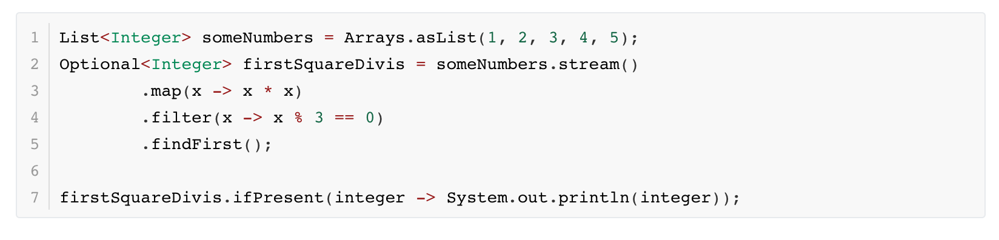 1 List<Integer> someNumbers = Arrays.asList(1, 2, 3, 4, 5);
2 Optional<Integer> firstSquareDivis = someNumbers.stream()
3         .map(x -> x * x)
4         .filter(x -> x % 3 == 0)
5         .findFirst();
6
7 firstSquareDivis.ifPresent(integer -> System.out.println(integer));